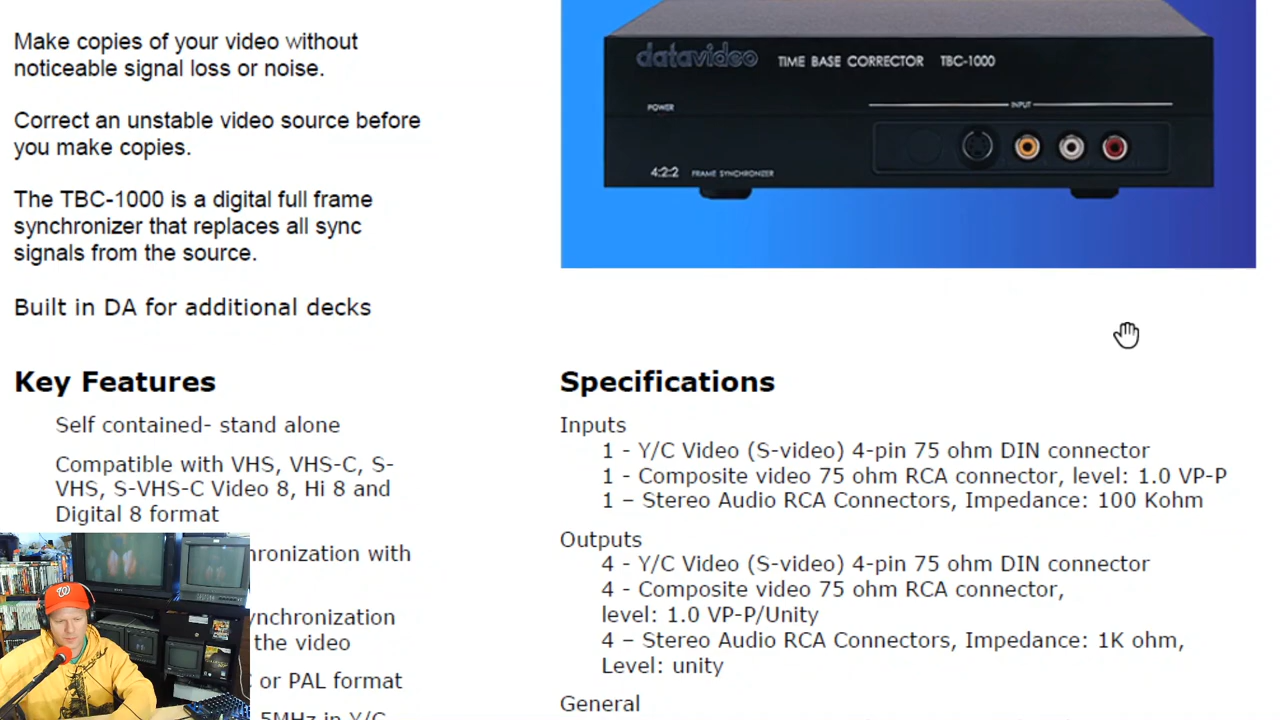 Make copies of your video without
noticeable signal loss or noise.
Correct an unstable video source before
you make copies.
The TBC-1000 is a digital full frame
synchronizer that replaces all sync
signals from the source.
Built in DA for additional decks
datavideo TIME BASE CORRECTOR TBC-1000
POWER
INPUT
4:2:2 FRAME SYNCHRONIZER
Key Features
Self contained- stand alone
Compatible with VHS, VHS-C, S-
VHS, S-VHS-C Video 8, Hi 8 and
Digital 8 format
hronization with
ynchronization
the video
or PAL format
5MHz in Y/C
Specifications
Inputs
1 - Y/C Video (S-video) 4-pin 75 ohm DIN connector
1 - Composite video 75 ohm RCA connector, level: 1.0 VP-P
1 – Stereo Audio RCA Connectors, Impedance: 100 Kohm
Outputs
4 - Y/C Video (S-video) 4-pin 75 ohm DIN connector
4 - Composite video 75 ohm RCA connector,
level: 1.0 VP-P/Unity
4 – Stereo Audio RCA Connectors, Impedance: 1K ohm,
Level: unity
General
W